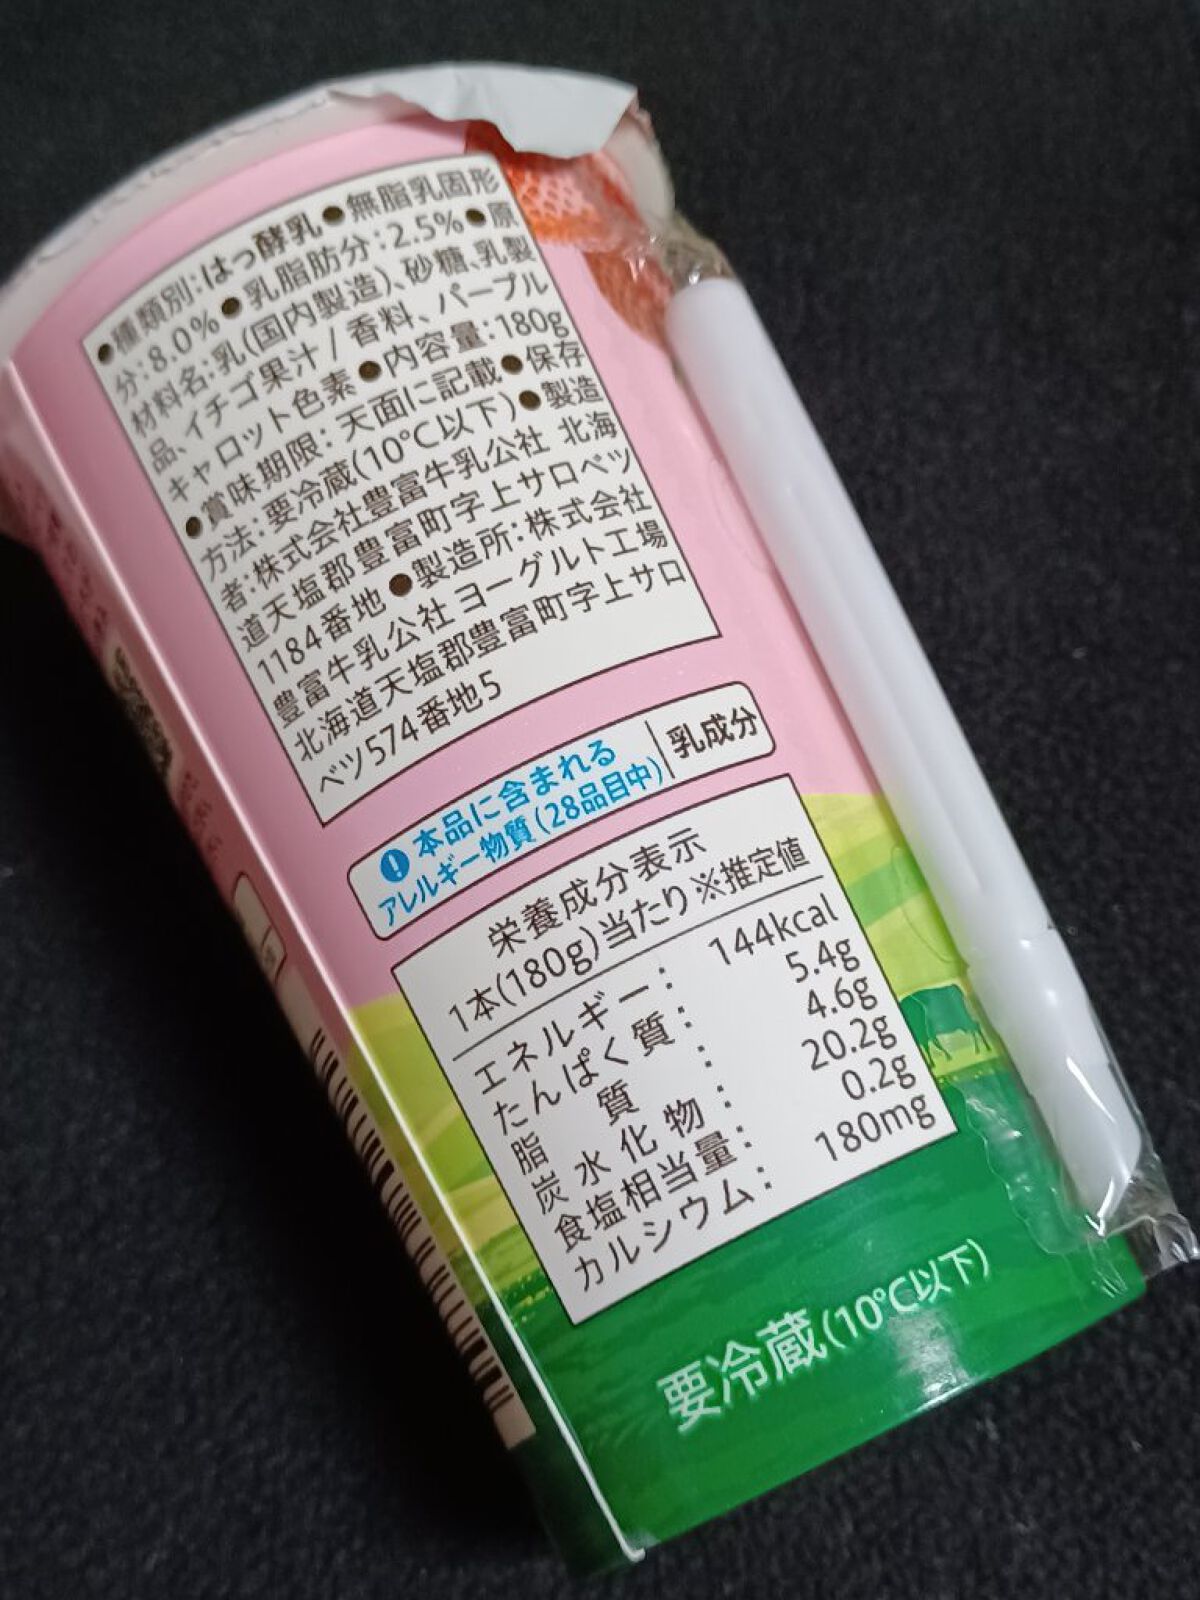 ●種類別:はっ酵乳●無脂乳固形
分:8.0%●乳脂肪分:2.5%●原
材料名:乳(国内製造)、砂糖、乳製
品、イチゴ果汁/香料、パープル
キャロット色素●内容量:180g
●賞味期限:天面に記載●保存
方法:要冷蔵(10℃以下)●製造
者:株式会社豊富牛乳公社 北海
道天塩郡豊富町字上サロベツ
1184番地●製造所:株式会社
豊富牛乳公社 ヨーグルト工場
北海道天塩郡豊富町字上サロ
ベツ574番地5
! 本品に含まれる
アレルギー物質(28品目中)
乳成分
栄養成分表示
1本(180g)当たり※推定値
エネルギー: 144kcal
たんぱく質: 5.4g
脂質: 4.6g
炭水化物: 20.2g
食塩相当量: 0.2g
カルシウム: 180mg
要冷蔵(10℃以下)